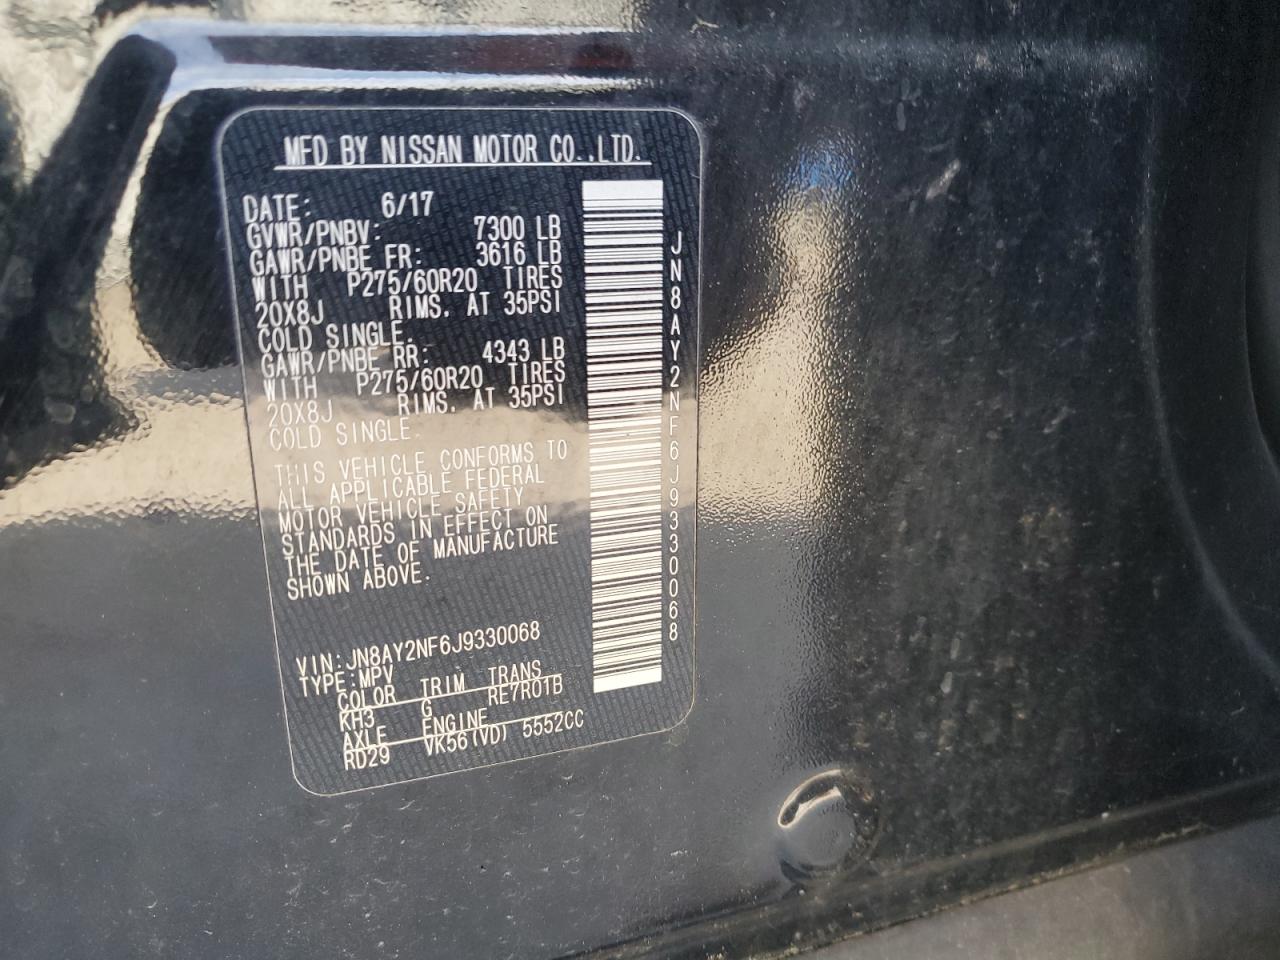 MFD BY NISSAN MOTOR CO.,LTD.
DATE: 6/17
GVWR/PNBV: 7300 LB
GAWR/PNBE FR: 3616 LB
WITH P275/60R20 TIRES
20X8J RIMS. AT 35PSI
COLD SINGLE.
GAWR/PNBE RR: 4343 LB
WITH P275/60R20 TIRES
20X8J RIMS. AT 35PSI
COLD SINGLE.
THIS VEHICLE CONFORMS TO
ALL APPLICABLE FEDERAL
MOTOR VEHICLE SAFETY
STANDARDS IN EFFECT ON
THE DATE OF MANUFACTURE
SHOWN ABOVE.
VIN:JN8AY2NF6J9330068
TYPE:MPV
COLOR TRIM TRANS
KH3 G RE7R01B
AXLE ENGINE
RD29 VK56(VD) 5552CC
JN8AY2NF6J9330068